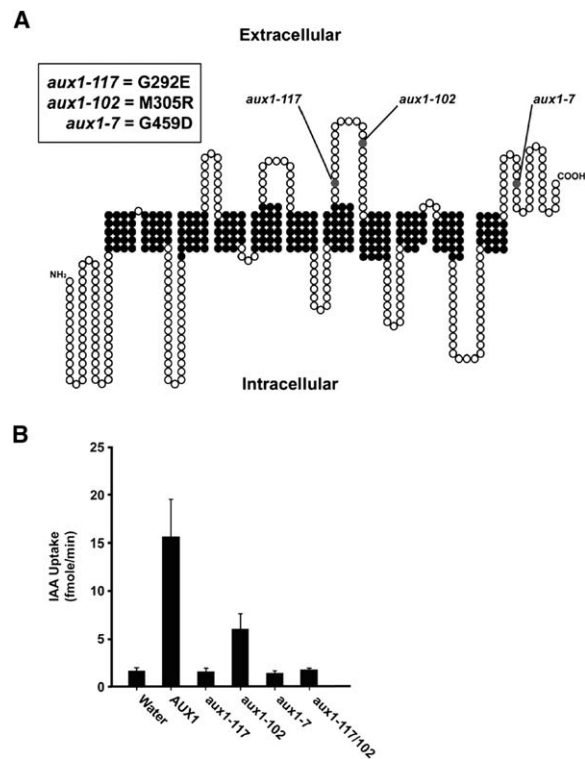 A
Extracellular
aux1-117 = G292E
aux1-102 = M305R
aux1-7 = G459D
aux1-117
aux1-102
aux1-7
COOH
NH₂
Intracellular
B
IAA Uptake
(fmole/min)
25
20
15
10
5
0
Water
AUX1
aux1-117
aux1-102
aux1-7
aux1-117/102